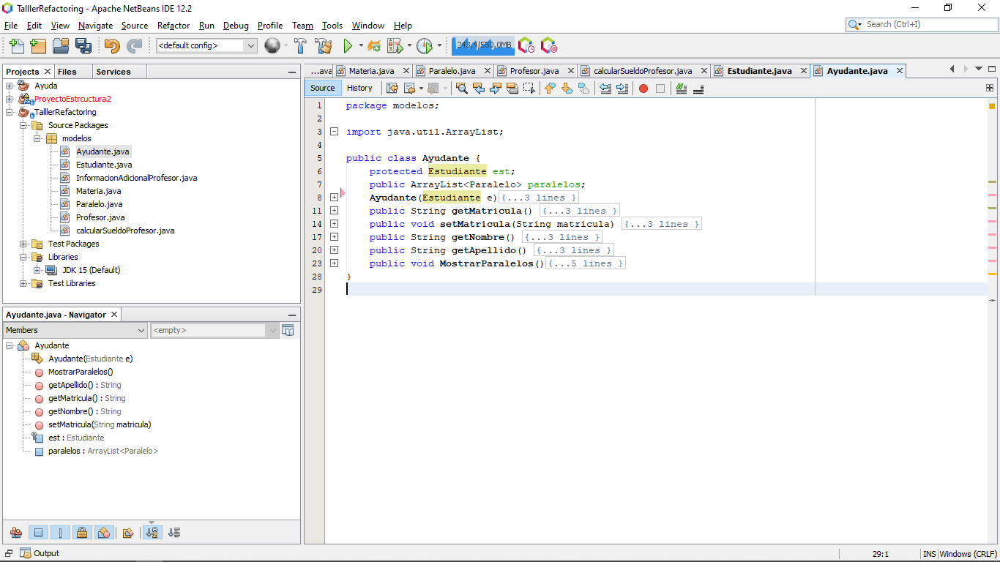 TalllerRefactoring - Apache NetBeans IDE 12.2
File Edit View Navigate Source Refactor Run Debug Profile Team Tools Window Help
Search (Ctrl+I)
<default config>
243,4/550,0MB
Projects Files Services
Ayuda
ProyectoEstrcuctura2
TalllerRefactoring
Source Packages
modelos
Ayudante.java
Estudiante.java
InformacionAdicionalProfesor.java
Materia.java
Paralelo.java
Profesor.java
calcularSueldoProfesor.java
Test Packages
Libraries
JDK 15 (Default)
Test Libraries
Ayudante.java - Navigator
Members
<empty>
Ayudante
Ayudante(Estudiante e)
MostrarParalelos()
getApellido() : String
getMatricula() : String
getNombre() : String
setMatricula(String matricula)
est : Estudiante
paralelos : ArrayList<Paralelo>
...ava Materia.java Paralelo.java Profesor.java calcularSueldoProfesor.java Estudiante.java Ayudante.java
Source History
1 package modelos;
2
3 import java.util.ArrayList;
4
5 public class Ayudante {
6 protected Estudiante est;
7 public ArrayList<Paralelo> paralelos;
8 Ayudante(Estudiante e){...3 lines }
11 public String getMatricula() {...3 lines }
14 public void setMatricula(String matricula) {...3 lines }
17 public String getNombre() {...3 lines }
20 public String getApellido() {...3 lines }
23 public void MostrarParalelos(){...5 lines }
28 }
29
Output
29:1 INS Windows (CRLF)